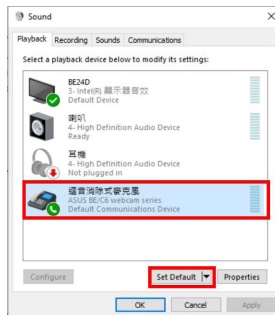 Sound
Playback Recording Sounds Communications
Select a playback device below to modify its settings:
BE24D
3- Intel(R) 顯示器音效
Default Device
喇叭
4- High Definition Audio Device
Ready
耳機
4- High Definition Audio Device
Not plugged in
迴音消除式麥克風
ASUS BE/C6 webcam series
Default Communications Device
Configure Set Default Properties
OK Cancel Apply